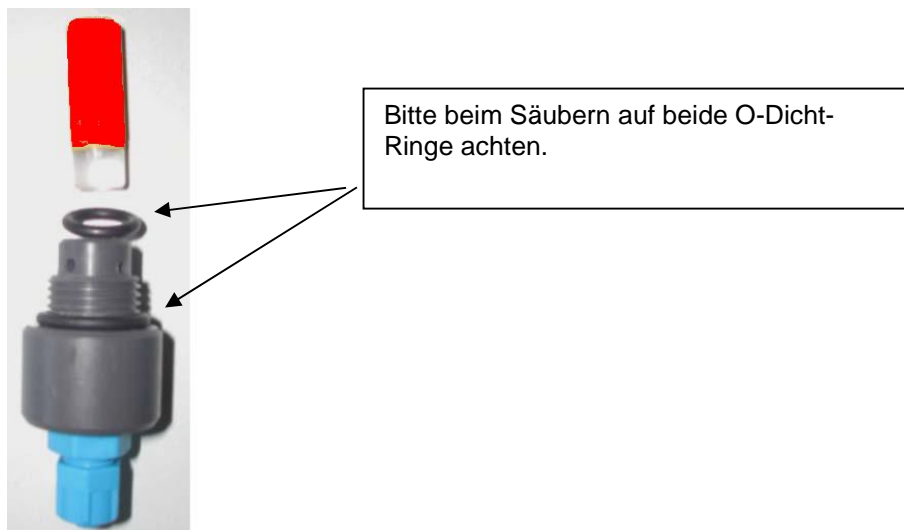 Bitte beim Säubern auf beide O-Dicht-
Ringe achten.